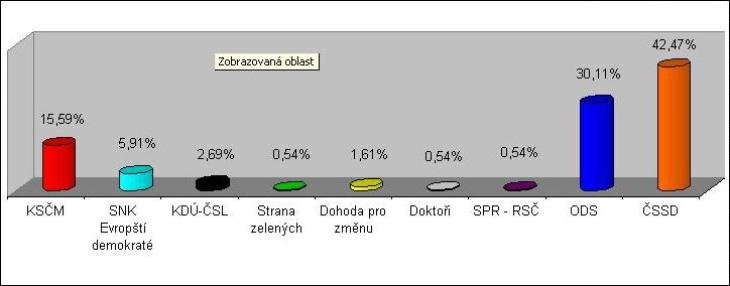 Zobrazovaná oblast
42,47%
30,11%
15,59%
5,91%
2,69%
0,54%
1,61%
0,54%
0,54%
KSČM
SNK
Evropští
demokraté
KDÚ-ČSL
Strana
zelených
Dohoda pro
změnu
Doktoři
SPR - RSČ
ODS
ČSSD